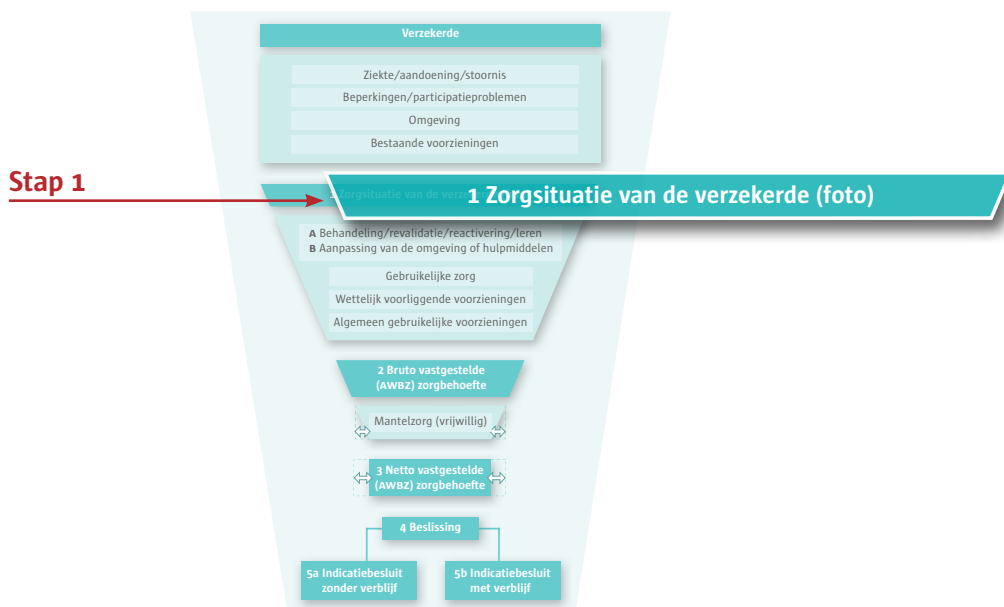 Verzekerde
Ziekte/aandoening/stoornis
Beperkingen/participatieproblemen
Omgeving
Bestaande voorzieningen
Stap 1
1 Zorgsituatie van de verzekerde (foto)
A Behandeling/revalidatie/reactivering/leren
B Aanpassing van de omgeving of hulpmiddelen
Gebruikelijke zorg
Wettelijk voorliggende voorzieningen
Algemeen gebruikelijke voorzieningen
2 Bruto vastgestelde
(AWBZ) zorgbehoefte
Mantelzorg (vrijwillig)
3 Netto vastgestelde
(AWBZ) zorgbehoefte
4 Beslissing
5a Indicatiebesluit
zonder verblijf
5b Indicatiebesluit
met verblijf